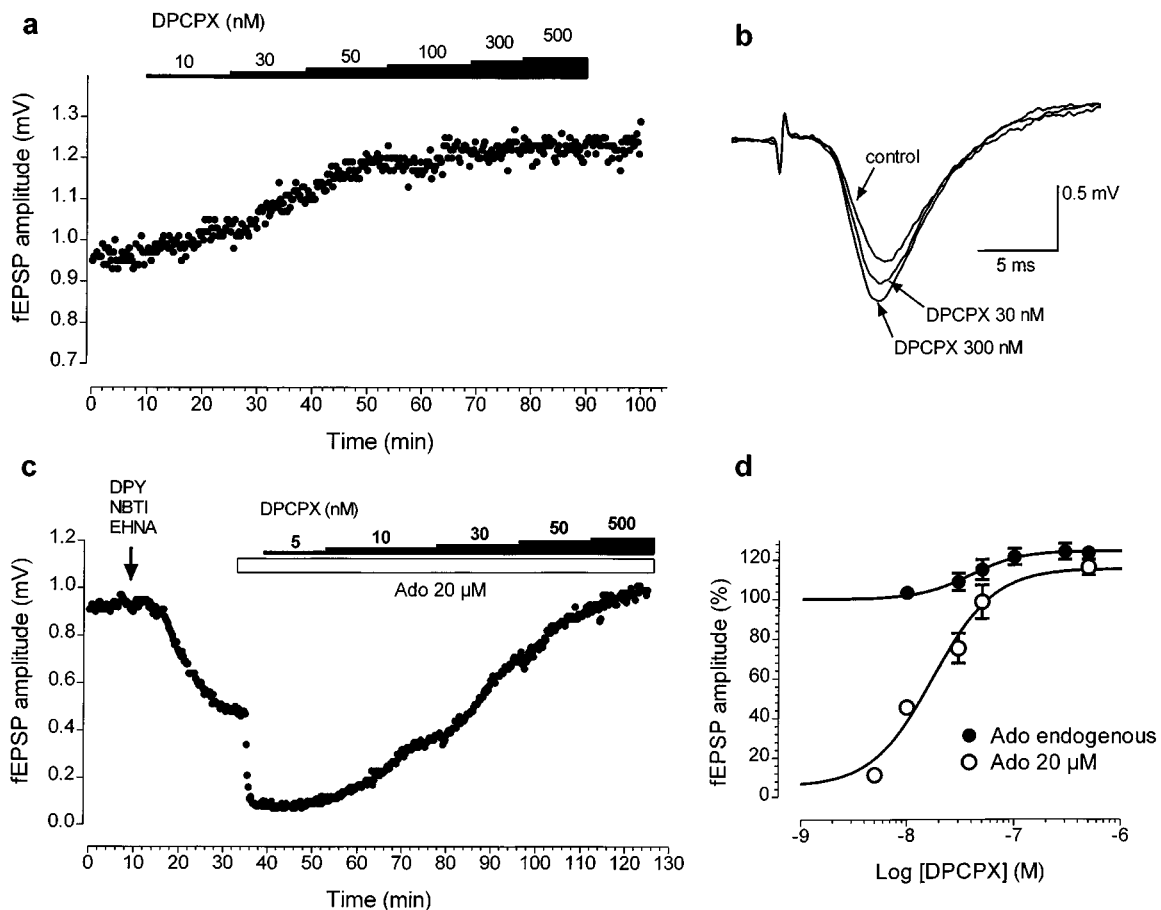 a
DPCPX (nM)
10 30 50 100 300 500
fEPSP amplitude (mV)
1.3
1.2
1.1
1.0
0.9
0.8
0.7
0 10 20 30 40 50 60 70 80 90 100
Time (min)
b
control
0.5 mV
5 ms
DPCPX 30 nM
DPCPX 300 nM
c
DPY
NBTI
EHNA
DPCPX (nM)
5 10 30 50 500
Ado 20 µM
fEPSP amplitude (mV)
1.2
1.0
0.8
0.6
0.4
0.2
0.0
0 10 20 30 40 50 60 70 80 90 100 110 120 130
Time (min)
d
fEPSP amplitude (%)
120
100
80
60
40
20
0
Ado endogenous
Ado 20 µM
-9 -8 -7 -6
Log [DPCPX] (M)